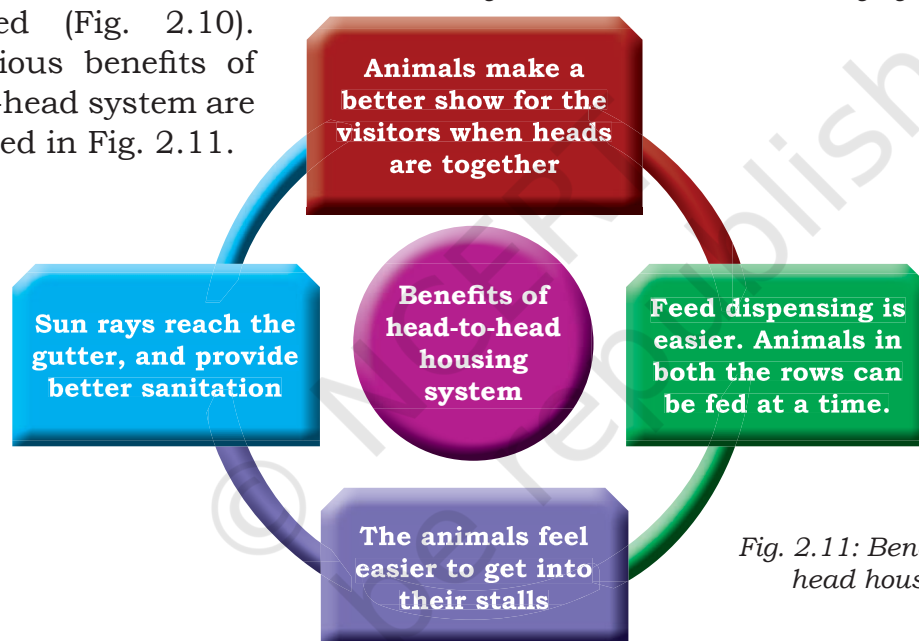 ed (Fig. 2.10).
ious benefits of
-head system are
ed in Fig. 2.11.
Animals make a
better show for the
visitors when heads
are together
Sun rays reach the
gutter, and provide
better sanitation
Benefits of
head-to-head
housing
system
Feed dispensing is
easier. Animals in
both the rows can
be fed at a time.
The animals feel
easier to get into
their stalls
Fig. 2.11: Ben
head hous
© NCERT
be republish